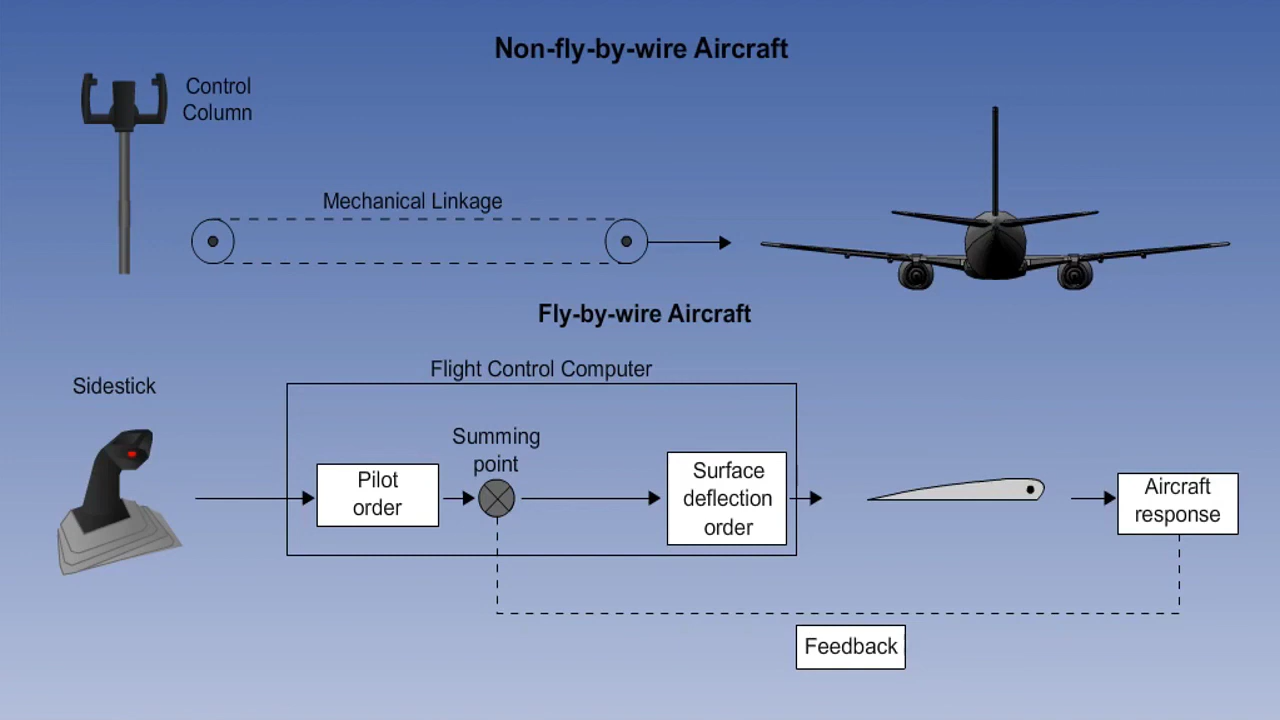 Non-fly-by-wire Aircraft
Control
Column
Mechanical Linkage
Fly-by-wire Aircraft
Flight Control Computer
Sidestick
Summing
point
Pilot
order
Surface
deflection
order
Aircraft
response
Feedback